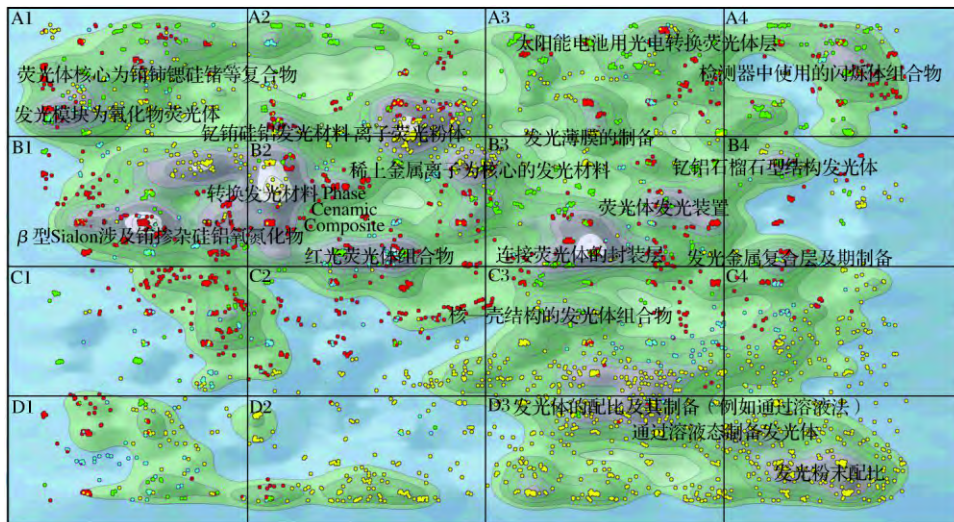 A1
A2
A3
A4
太阳能电池用光电转换荧光体层
荧光体核心为铕铈锶硅锗等复合物
检测器中使用的闪烁体组合物
发光模块为氧化物荧光体
钇铕硅铝发光材料 离子荧光粉体
发光薄膜的制备
B1
B2
B3
B4
稀土金属离子为核心的发光材料
钇铝石榴石型结构发光体
转换发光材料 Phase
Cenamic
Composite
荧光体发光装置
β型Sialon涉及铕掺杂硅铝氧氮化物
红光荧光体组合物
连接荧光体的封装层
发光金属复合层及期制备
C1
C2
C3
C4
核—壳结构的发光体组合物
D1
D2
D3
发光体的配比及其制备（例如通过溶液法）
通过溶液态制备发光体
发光粉末配比